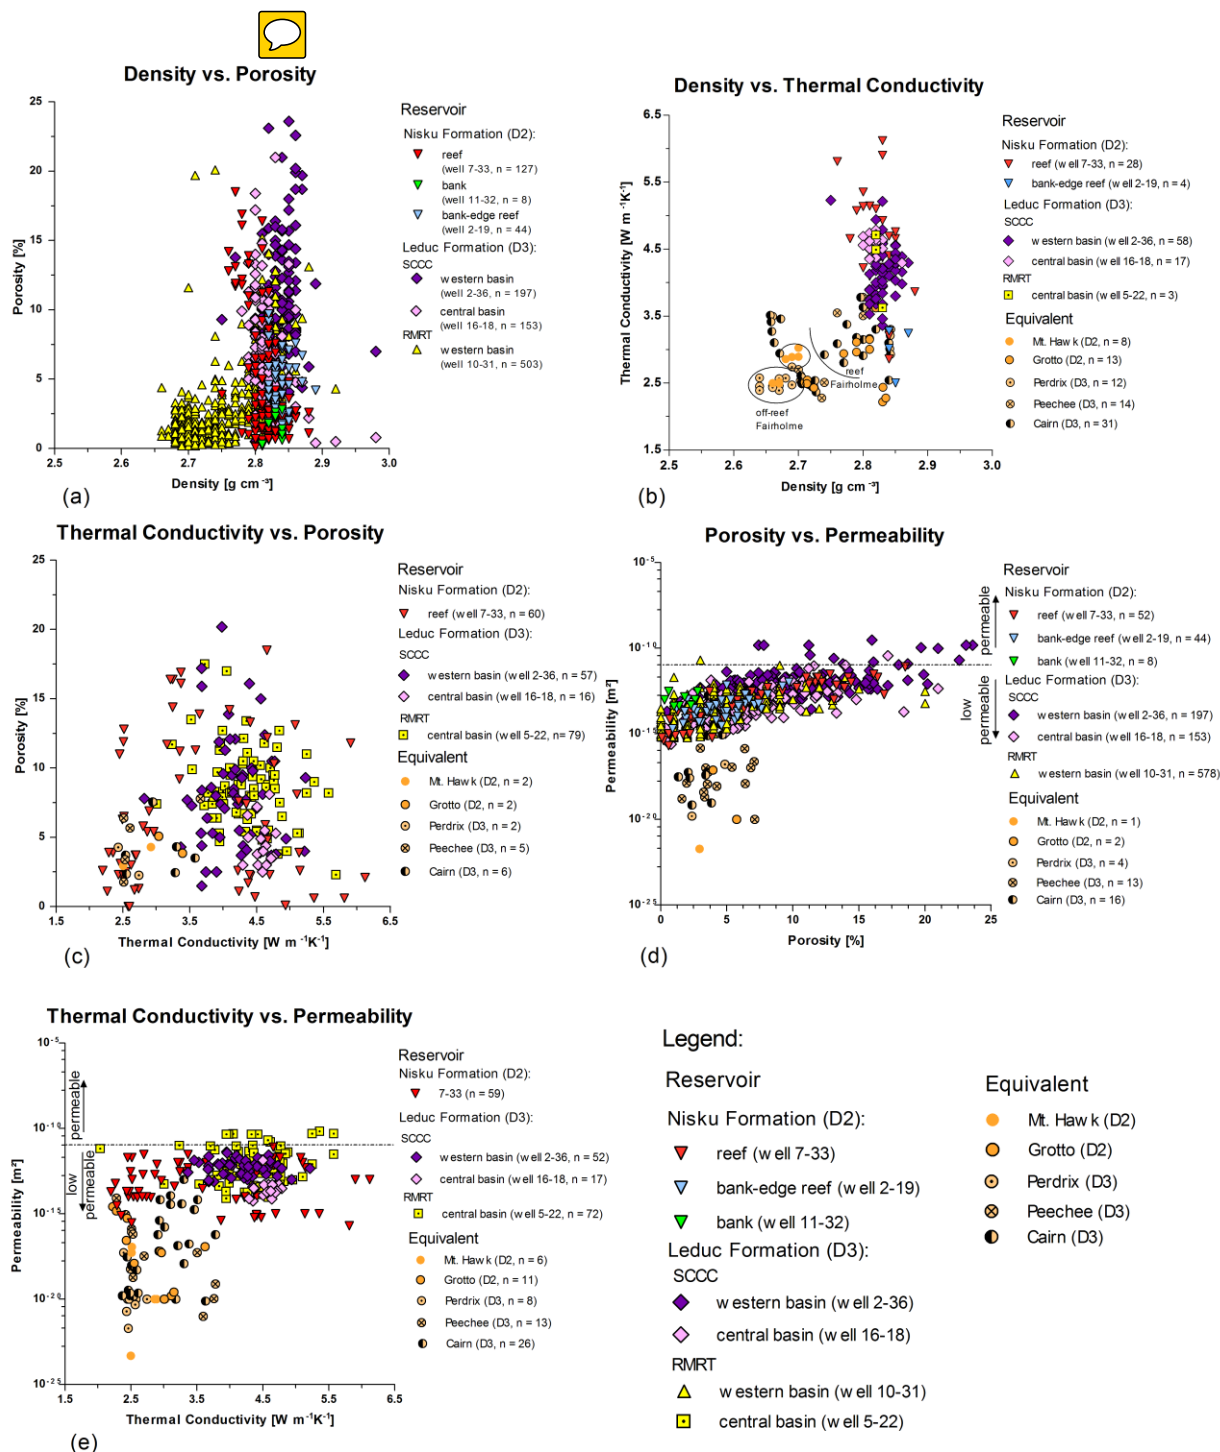 Density vs. Porosity
25
20
15
10
5
0
2.5
2.6
2.7
2.8
2.9
3.0
Porosity [%]
Density [g cm⁻³]
(a)
Reservoir
Nisku Formation (D2):
reef
(well 7-33, n = 127)
bank
(well 11-32, n = 8)
bank-edge reef
(well 2-19, n = 44)
Leduc Formation (D3):
SCCC
western basin
(well 2-36, n = 197)
central basin
(well 16-18, n = 153)
RMRT
western basin
(well 10-31, n = 503)
Density vs. Thermal Conductivity
6.5
5.5
4.5
3.5
2.5
1.5
2.5
2.6
2.7
2.8
2.9
3.0
Thermal Conductivity [W m⁻¹K⁻¹]
Density [g cm⁻³]
reef
Fairholme
off-reef
Fairholme
(b)
Reservoir
Nisku Formation (D2):
reef (well 7-33, n = 28)
bank-edge reef (well 2-19, n = 4)
Leduc Formation (D3):
SCCC
western basin (well 2-36, n = 58)
central basin (well 16-18, n = 17)
RMRT
central basin (well 5-22, n = 3)
Equivalent
Mt. Hawk (D2, n = 8)
Grotto (D2, n = 13)
Perdrix (D3, n = 12)
Peechee (D3, n = 14)
Cairn (D3, n = 31)
Thermal Conductivity vs. Porosity
25
20
15
10
5
0
1.5
2.5
3.5
4.5
5.5
6.5
Porosity [%]
Thermal Conductivity [W m⁻¹K⁻¹]
(c)
Reservoir
Nisku Formation (D2):
reef (well 7-33, n = 60)
Leduc Formation (D3):
SCCC
western basin (well 2-36, n = 57)
central basin (well 16-18, n = 16)
RMRT
central basin (well 5-22, n = 79)
Equivalent
Mt. Hawk (D2, n = 2)
Grotto (D2, n = 2)
Perdrix (D3, n = 2)
Peechee (D3, n = 5)
Cairn (D3, n = 6)
Porosity vs. Permeability
10⁻⁵
10⁻¹⁰
10⁻¹⁵
10⁻²⁰
10⁻²⁵
0
5
10
15
20
25
Permeability [m²]
Porosity [%]
permeable
low
permeable
(d)
Reservoir
Nisku Formation (D2):
reef (well 7-33, n = 52)
bank-edge reef (well 2-19, n = 44)
bank (well 11-32, n = 8)
Leduc Formation (D3):
SCCC
western basin (well 2-36, n = 197)
central basin (well 16-18, n = 153)
RMRT
western basin (well 10-31, n = 578)
Equivalent
Mt. Hawk (D2, n = 1)
Grotto (D2, n = 2)
Perdrix (D3, n = 4)
Peechee (D3, n = 13)
Cairn (D3, n = 16)
Thermal Conductivity vs. Permeability
10⁻⁵
10⁻¹⁰
10⁻¹⁵
10⁻²⁰
10⁻²⁵
1.5
2.5
3.5
4.5
5.5
6.5
Permeability [m²]
Thermal Conductivity [W m⁻¹K⁻¹]
permeable
low
permeable
(e)
Reservoir
Nisku Formation (D2):
7-33 (n = 59)
Leduc Formation (D3):
SCCC
western basin (well 2-36, n = 52)
central basin (well 16-18, n = 17)
RMRT
central basin (well 5-22, n = 72)
Equivalent
Mt. Hawk (D2, n = 6)
Grotto (D2, n = 11)
Perdrix (D3, n = 8)
Peechee (D3, n = 13)
Cairn (D3, n = 26)
Legend:
Reservoir
Nisku Formation (D2):
reef (well 7-33)
bank-edge reef (well 2-19)
bank (well 11-32)
Leduc Formation (D3):
SCCC
western basin (well 2-36)
central basin (well 16-18)
RMRT
western basin (well 10-31)
central basin (well 5-22)
Equivalent
Mt. Hawk (D2)
Grotto (D2)
Perdrix (D3)
Peechee (D3)
Cairn (D3)